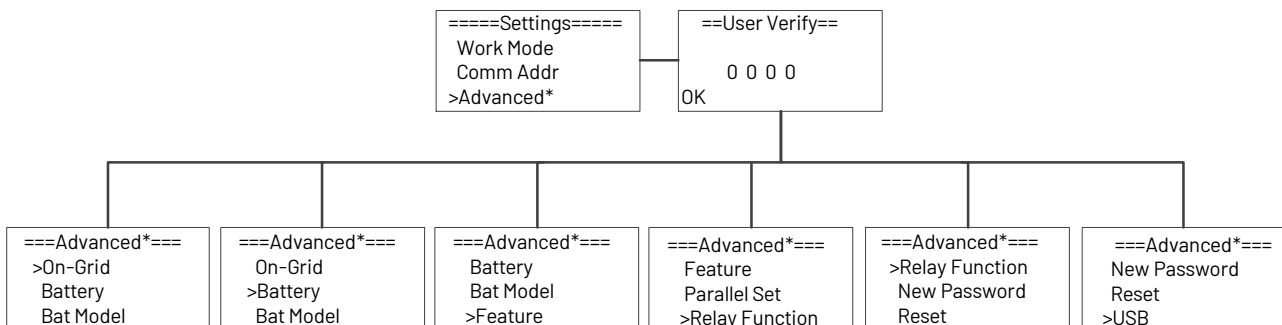 =====Settings=====
Work Mode
Comm Addr
>Advanced*
==User Verify==
0 0 0 0
OK
===Advanced*===
>On-Grid
Battery
Bat Model
===Advanced*===
On-Grid
>Battery
Bat Model
===Advanced*===
Battery
Bat Model
>Feature
===Advanced*===
Feature
Parallel Set
>Relay Function
===Advanced*===
>Relay Function
New Password
Reset
===Advanced*===
New Password
Reset
>USB